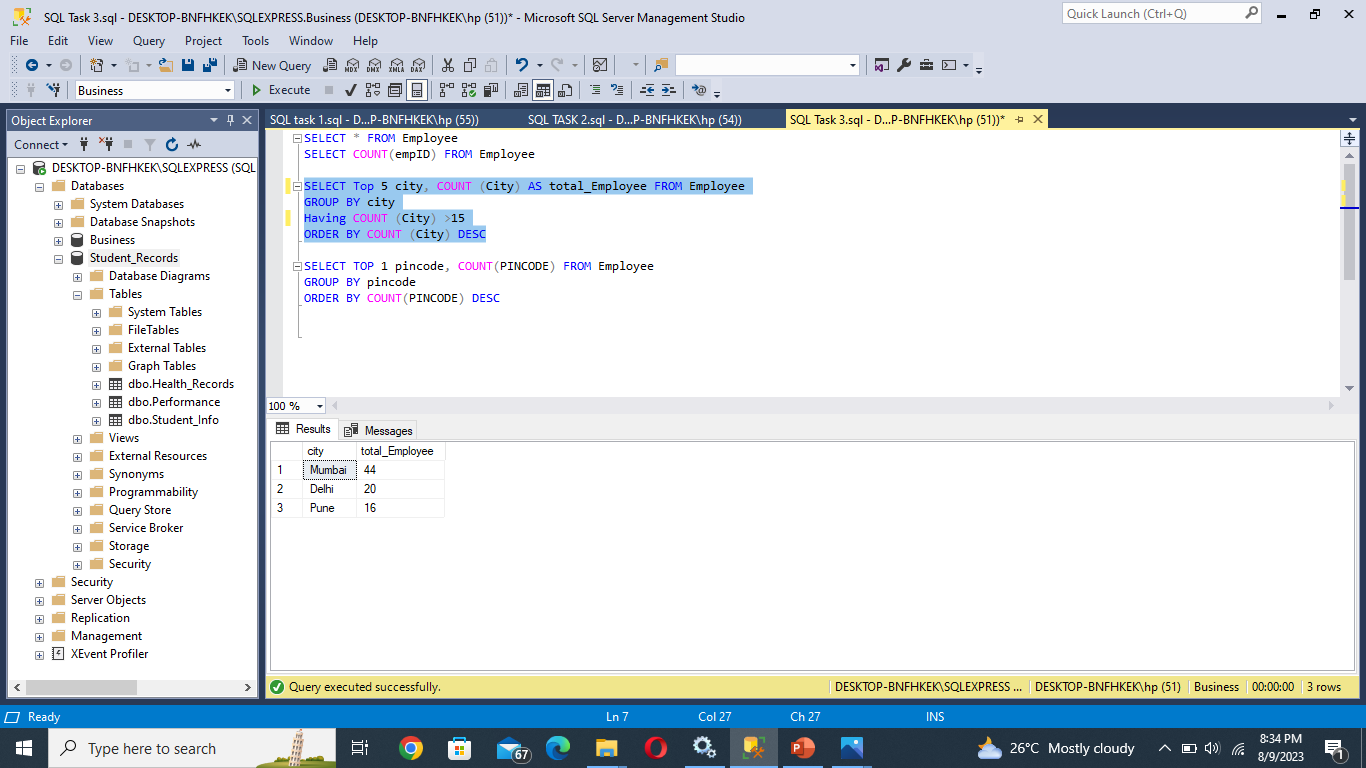 SQL Task 3.sql - DESKTOP-BNFHKEK\SQLEXPRESS.Business (DESKTOP-BNFHKEK\hp (51))* - Microsoft SQL Server Management Studio
Quick Launch (Ctrl+Q)
File Edit View Query Project Tools Window Help
New Query MDX DMX XMLA DAX
Business Execute
Object Explorer
Connect
DESKTOP-BNFHKEK\SQLEXPRESS (SQL
Databases
System Databases
Database Snapshots
Business
Student_Records
Database Diagrams
Tables
System Tables
FileTables
External Tables
Graph Tables
dbo.Health_Records
dbo.Performance
dbo.Student_Info
Views
External Resources
Synonyms
Programmability
Query Store
Service Broker
Storage
Security
Security
Server Objects
Replication
Management
XEvent Profiler
SQL task 1.sql - D...P-BNFHKEK\hp (55)) SQL TASK 2.sql - D...P-BNFHKEK\hp (54)) SQL Task 3.sql - D...P-BNFHKEK\hp (51))*
SELECT * FROM Employee
SELECT COUNT(empID) FROM Employee
SELECT Top 5 city, COUNT (City) AS total_Employee FROM Employee
GROUP BY city
Having COUNT (City) >15
ORDER BY COUNT (City) DESC
SELECT TOP 1 pincode, COUNT(PINCODE) FROM Employee
GROUP BY pincode
ORDER BY COUNT(PINCODE) DESC
100 %
Results Messages
city total_Employee
1 Mumbai 44
2 Delhi 20
3 Pune 16
Query executed successfully. DESKTOP-BNFHKEK\SQLEXPRESS ... DESKTOP-BNFHKEK\hp (51) Business 00:00:00 3 rows
Ready Ln 7 Col 27 Ch 27 INS
Type here to search 67 26°C Mostly cloudy 8:34 PM
8/9/2023 1